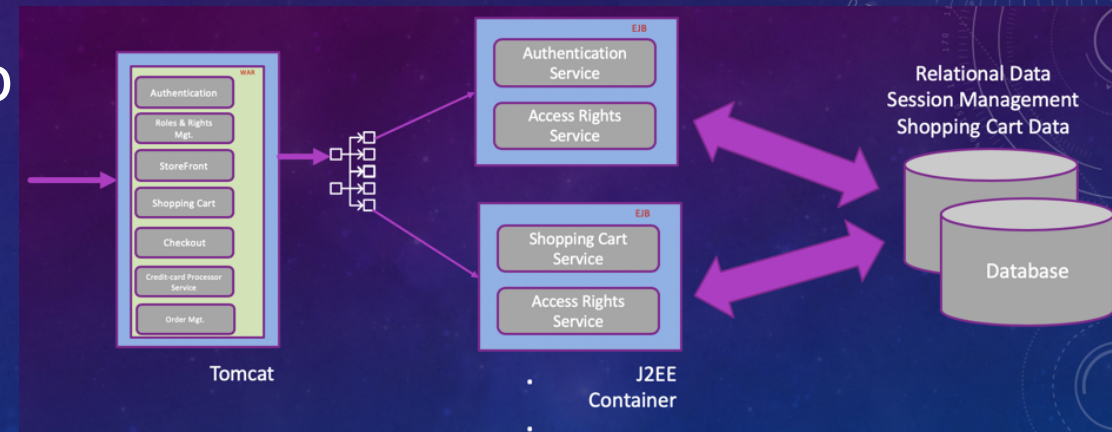 WAR
Authentication
Roles & Rights
Mgt.
StoreFront
Shopping Cart
Checkout
Credit-card Processor
Service
Order Mgt.
Tomcat
EJB
Authentication
Service
Access Rights
Service
EJB
Shopping Cart
Service
Access Rights
Service
J2EE
Container
Relational Data
Session Management
Shopping Cart Data
Database